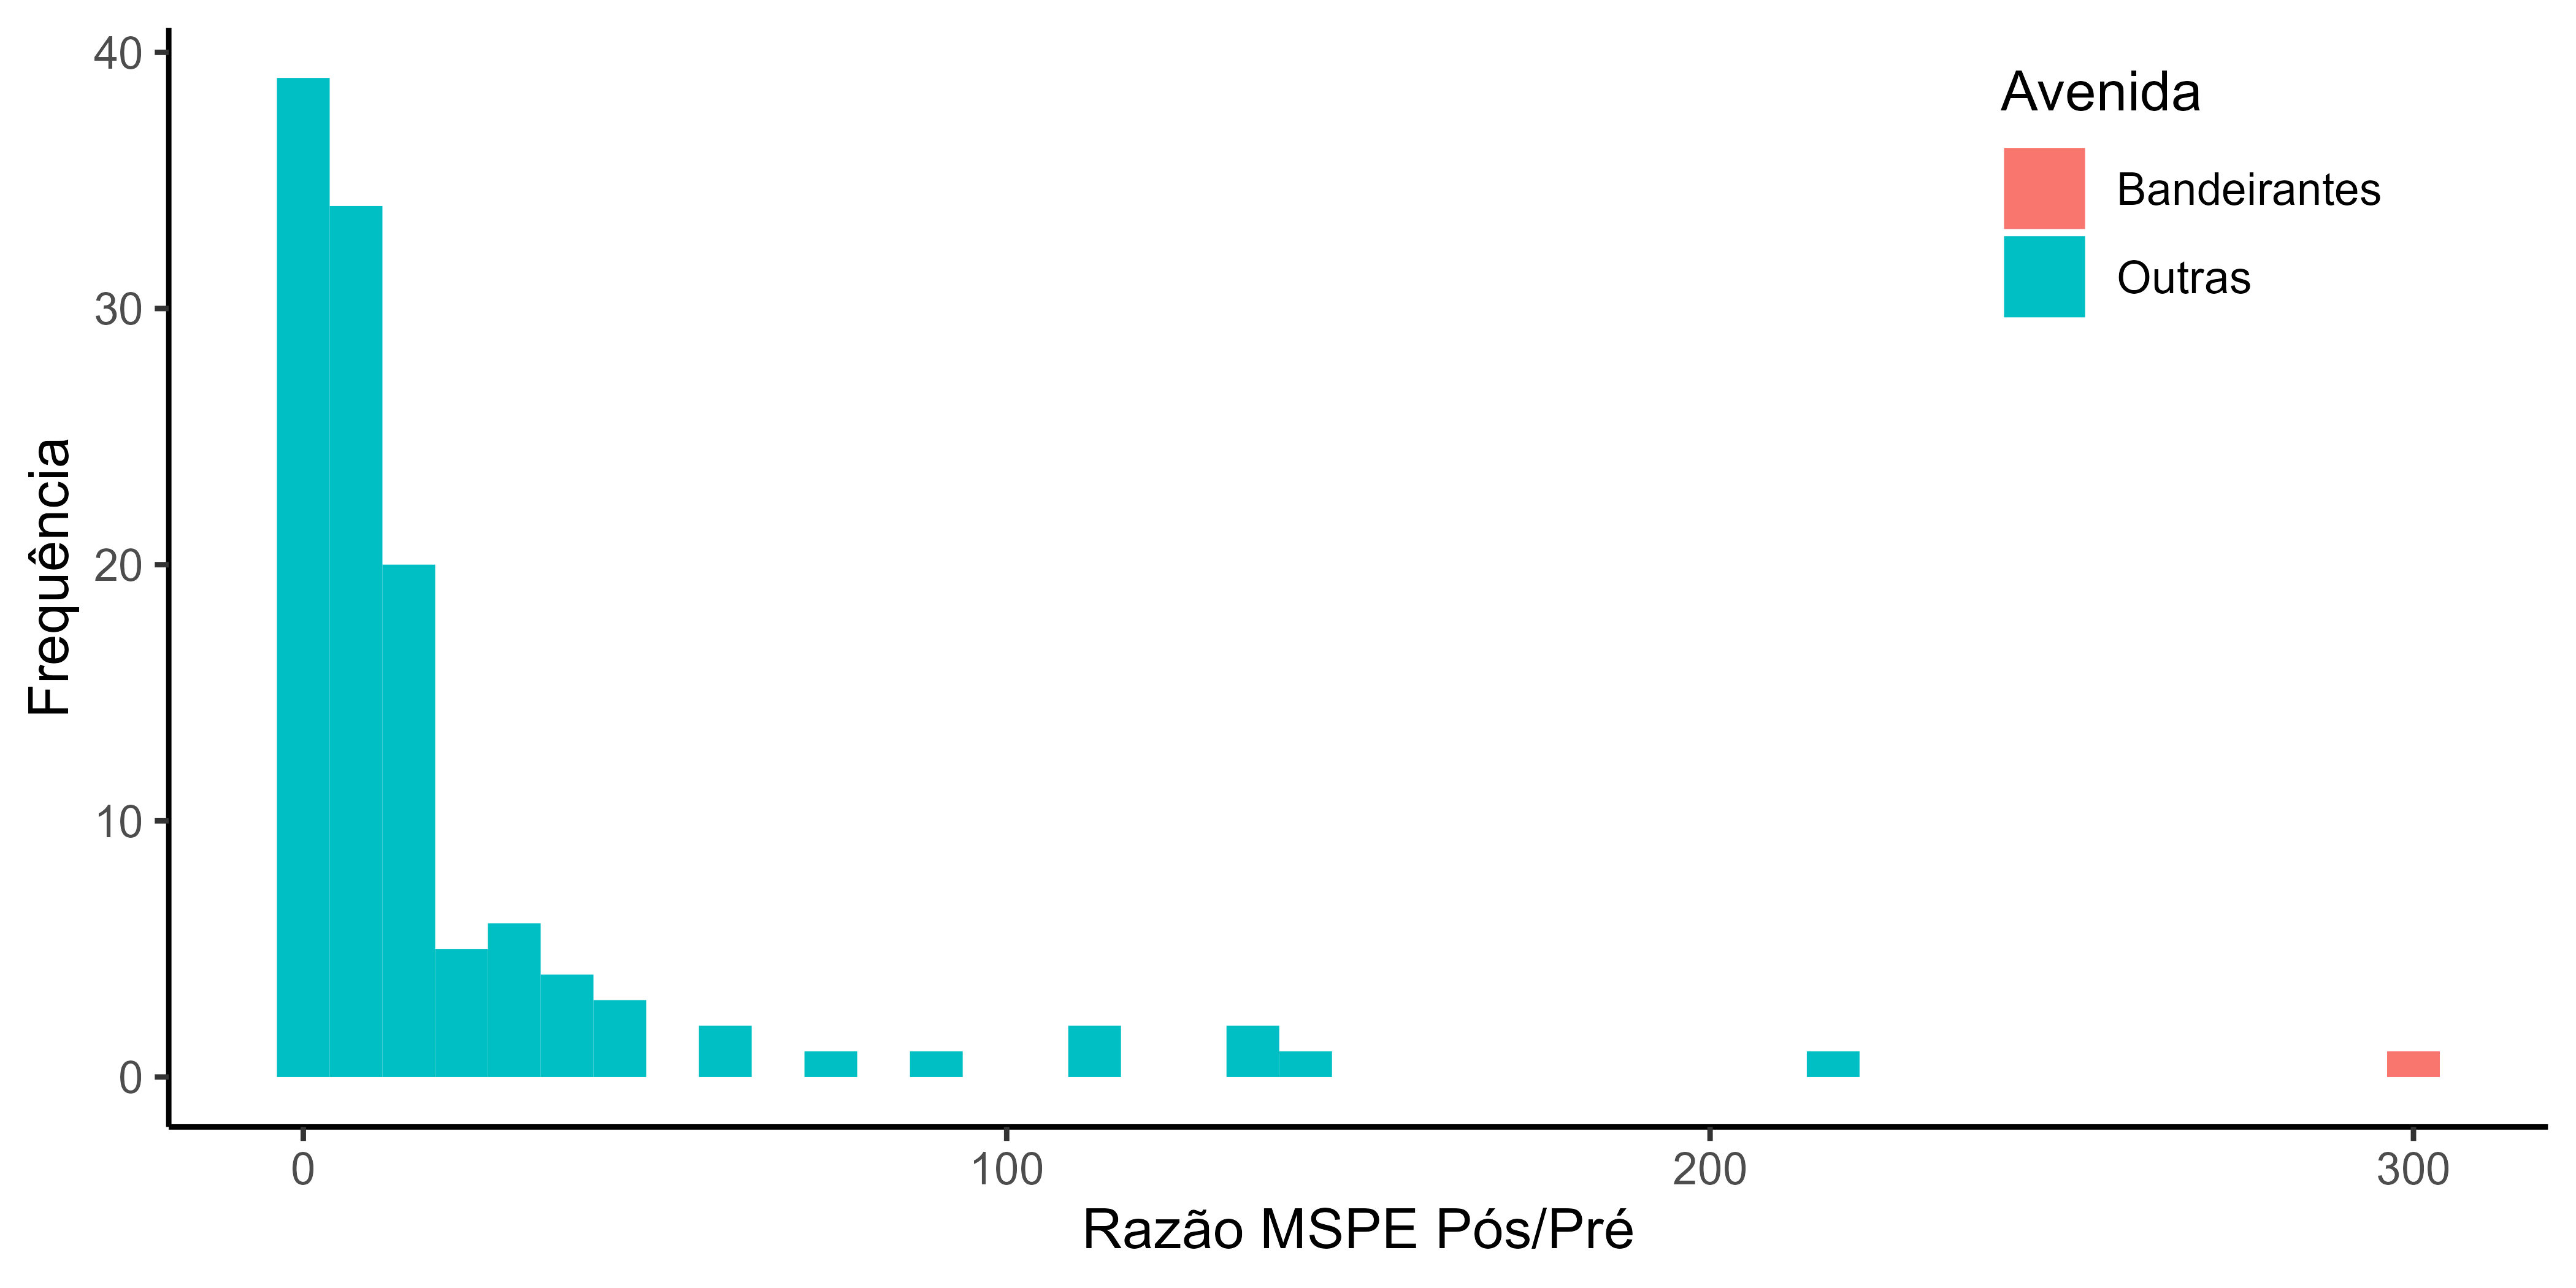 Avenida
Bandeirantes
Outras
Frequência
40
30
20
10
0
0
100
200
300
Razão MSPE Pós/Pré